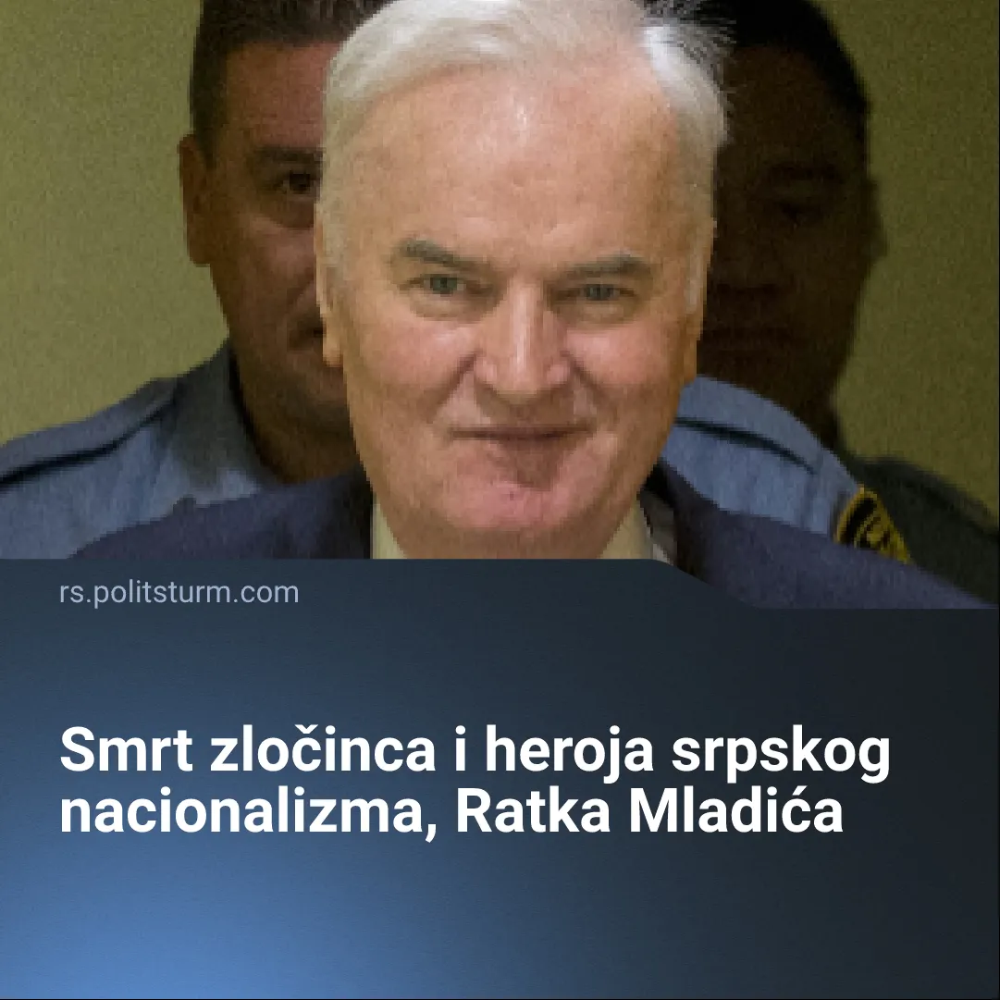 rs.politsturm.com
Smrt zločinca i heroja srpskog
nacionalizma, Ratka Mladića